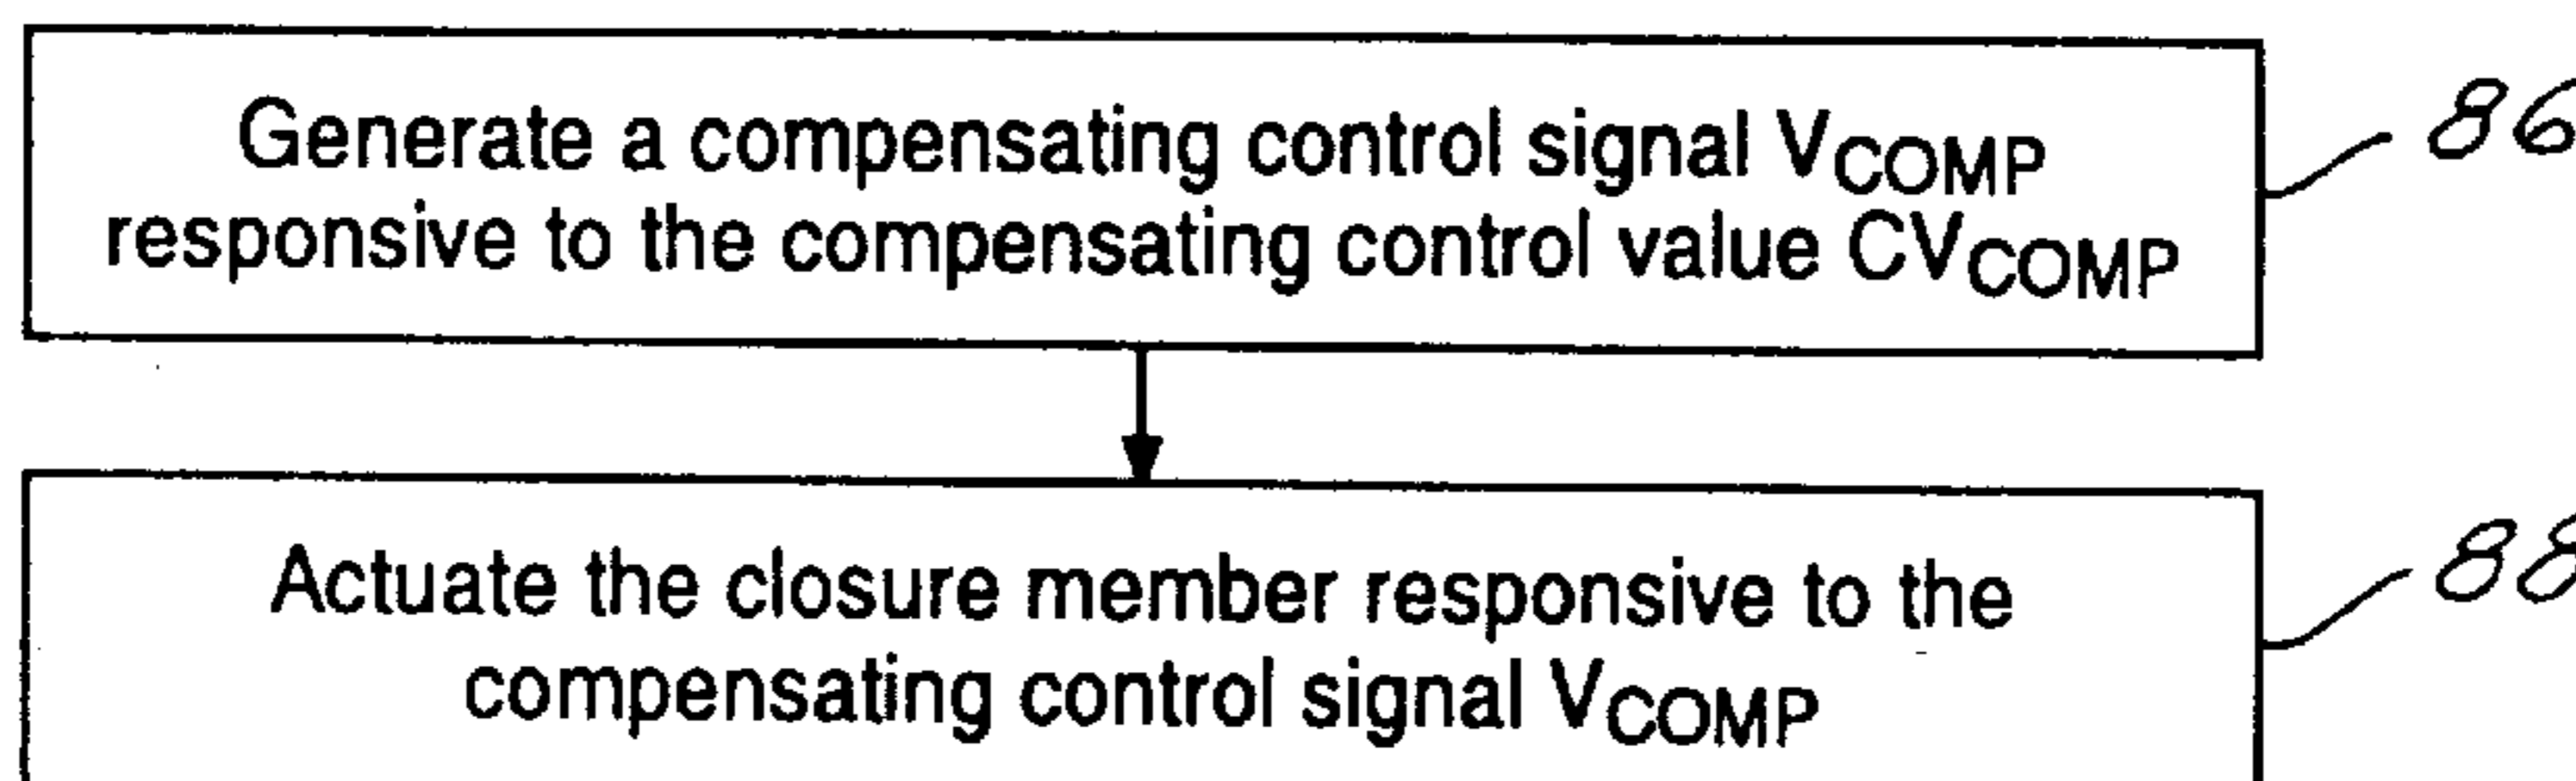 Generate a compensating control signal VCOMP
responsive to the compensating control value CVCOMP
86
Actuate the closure member responsive to the
compensating control signal VCOMP
88